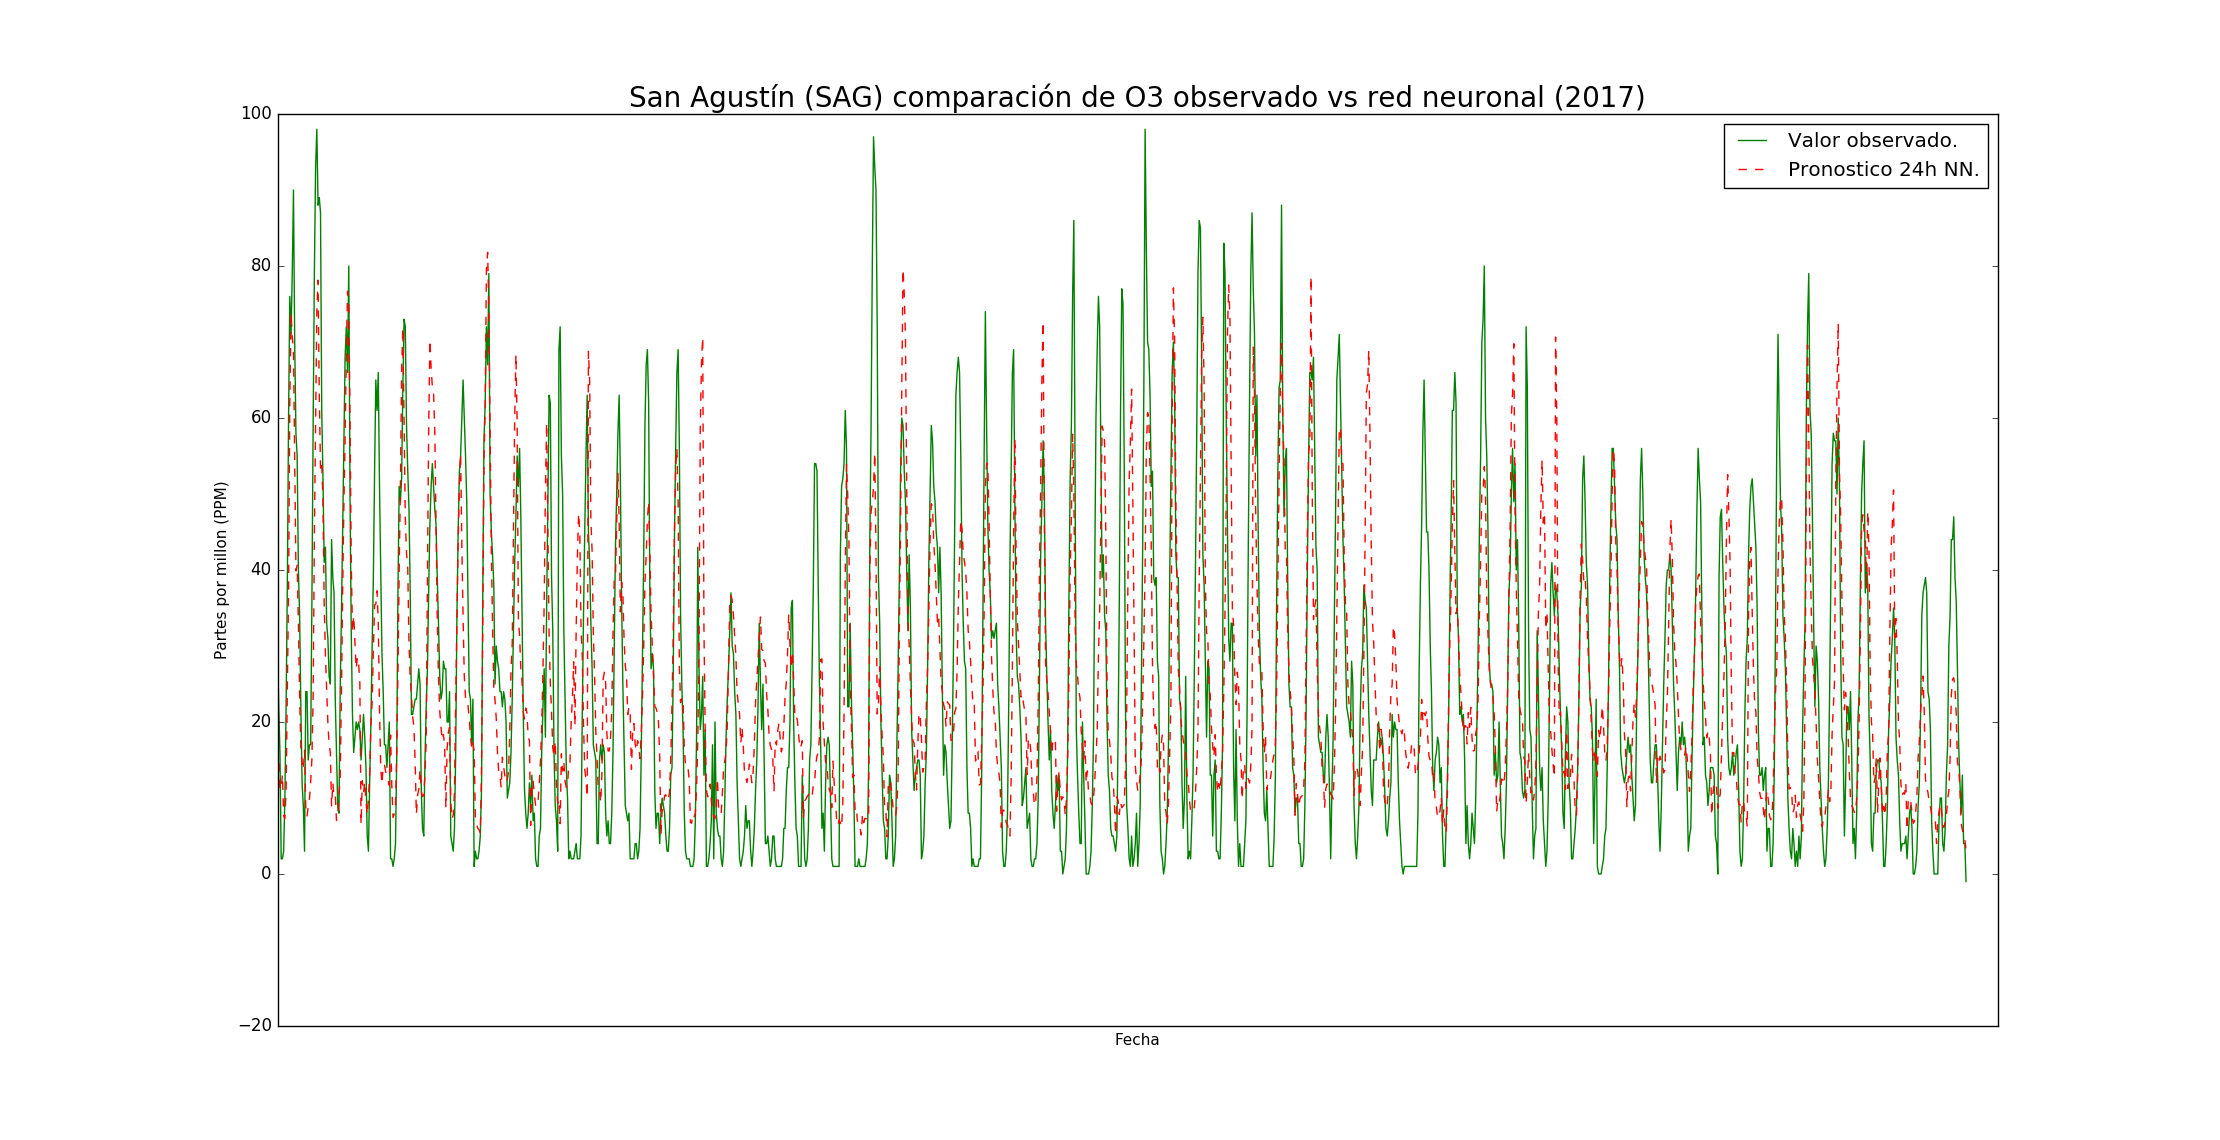 San Agustín (SAG) comparación de O3 observado vs red neuronal (2017)
100
80
60
40
20
0
−20
Partes por millon (PPM)
Valor observado.
Pronostico 24h NN.
Fecha